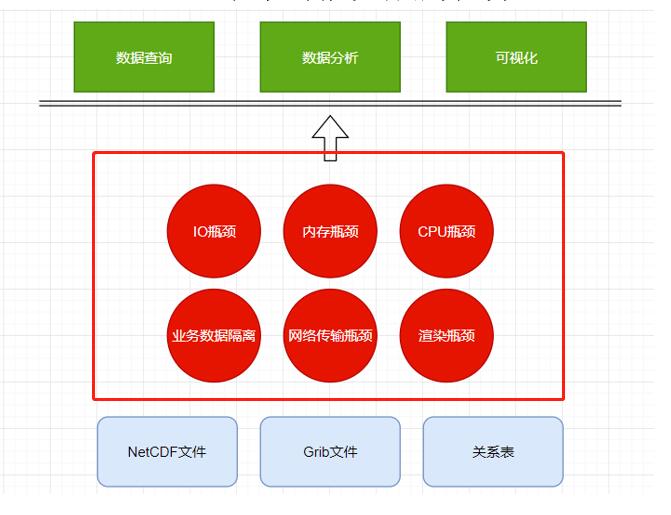 数据查询
数据分析
可视化
IO瓶颈
内存瓶颈
CPU瓶颈
业务数据隔离
网络传输瓶颈
渲染瓶颈
NetCDF文件
Grib文件
关系表